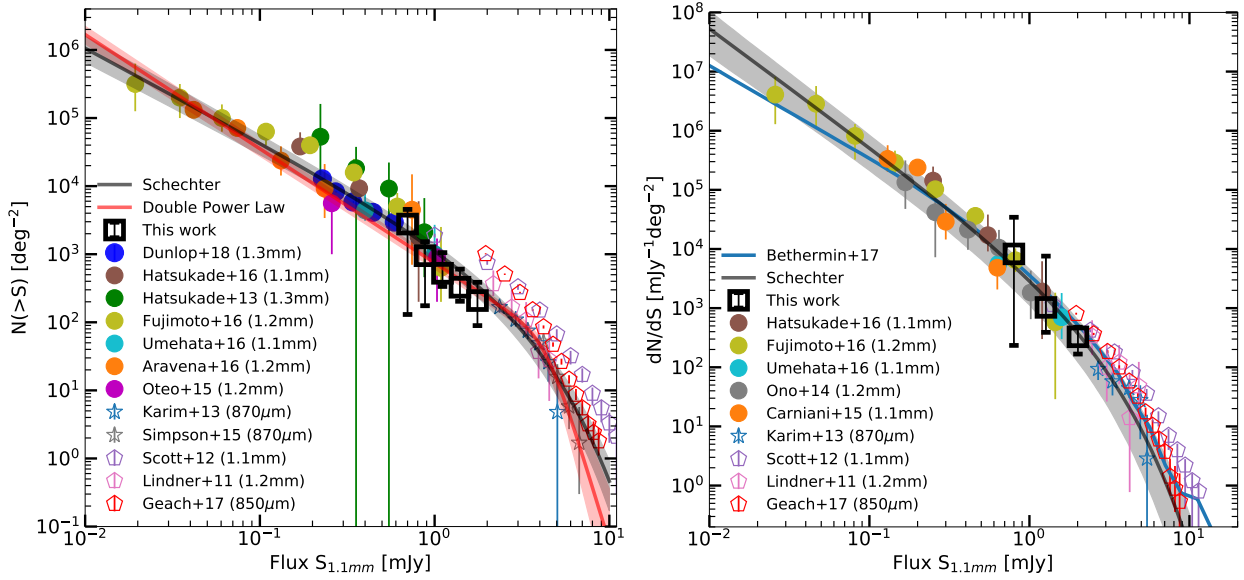 N(>S) [deg⁻²]
10⁶
10⁵
10⁴
10³
10²
10¹
10⁰
10⁻¹
Schechter
Double Power Law
This work
Dunlop+18 (1.3mm)
Hatsukade+16 (1.1mm)
Hatsukade+13 (1.3mm)
Fujimoto+16 (1.2mm)
Umehata+16 (1.1mm)
Aravena+16 (1.2mm)
Oteo+15 (1.2mm)
Karim+13 (870μm)
Simpson+15 (870μm)
Scott+12 (1.1mm)
Lindner+11 (1.2mm)
Geach+17 (850μm)
10⁻² 10⁻¹ 10⁰ 10¹
Flux S₁.₁mm [mJy]
dN/dS [mJy⁻¹deg⁻²]
10⁸
10⁷
10⁶
10⁵
10⁴
10³
10²
10¹
10⁰
Bethermin+17
Schechter
This work
Hatsukade+16 (1.1mm)
Fujimoto+16 (1.2mm)
Umehata+16 (1.1mm)
Ono+14 (1.2mm)
Carniani+15 (1.1mm)
Karim+13 (870μm)
Scott+12 (1.1mm)
Lindner+11 (1.2mm)
Geach+17 (850μm)
10⁻² 10⁻¹ 10⁰ 10¹
Flux S₁.₁mm [mJy]